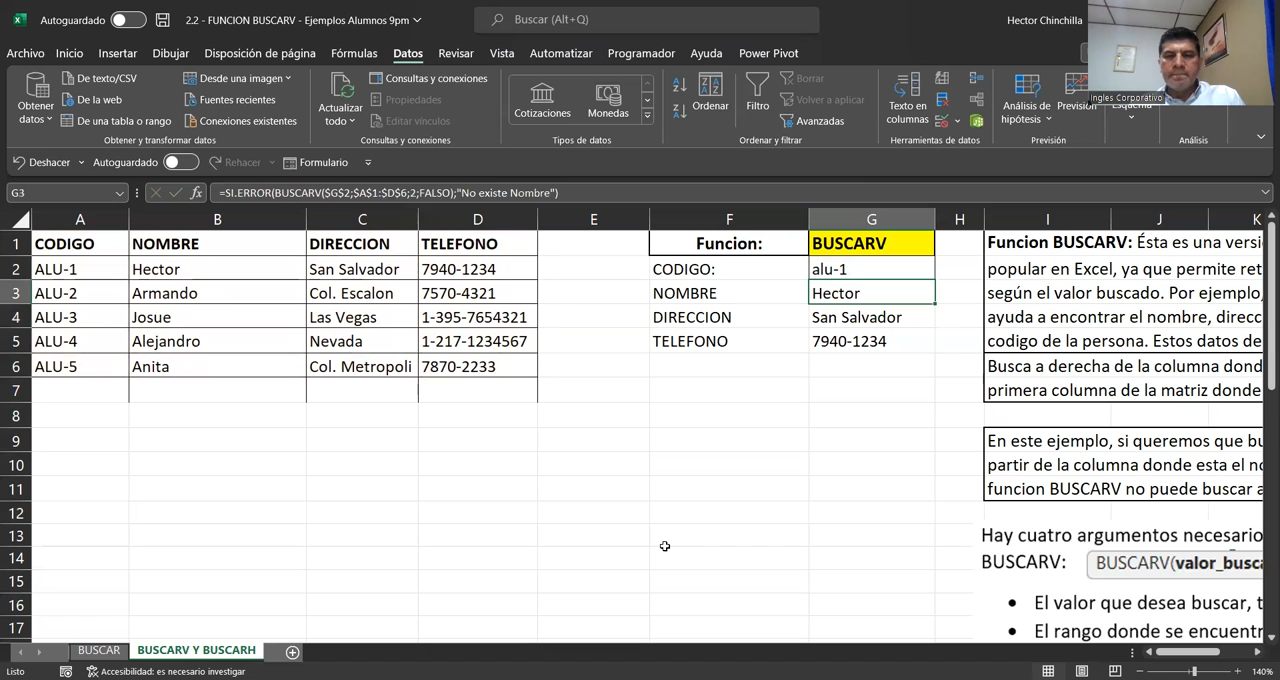 Autoguardado
2.2 - FUNCION BUSCARV - Ejemplos Alumnos 9pm
Buscar (Alt+Q)
Hector Chinchilla
Archivo Inicio Insertar Dibujar Disposición de página Fórmulas Datos Revisar Vista Automatizar Programador Ayuda Power Pivot
Obtener datos
De texto/CSV
De la web
De una tabla o rango
Desde una imagen
Fuentes recientes
Conexiones existentes
Obtener y transformar datos
Actualizar todo
Consultas y conexiones
Propiedades
Editar vínculos
Consultas y conexiones
Cotizaciones
Monedas
Tipos de datos
Ordenar
Filtro
Borrar
Volver a aplicar
Avanzadas
Ordenar y filtrar
Texto en columnas
Herramientas de datos
Análisis de hipótesis
Previsión
Previsión
Análisis
Ingles Corporativo
Deshacer Autoguardado Rehacer Formulario
G3
fx
=SI.ERROR(BUSCARV($G$2;$A$1:$D$6;2;FALSO);"No existe Nombre")
A B C D E F G H I J K
1 CODIGO NOMBRE DIRECCION TELEFONO Funcion: BUSCARV Funcion BUSCARV: Ésta es una versi
2 ALU-1 Hector San Salvador 7940-1234 CODIGO: alu-1 popular en Excel, ya que permite ret
3 ALU-2 Armando Col. Escalon 7570-4321 NOMBRE Hector según el valor buscado. Por ejemplo,
4 ALU-3 Josue Las Vegas 1-395-7654321 DIRECCION San Salvador ayuda a encontrar el nombre, direcc
5 ALU-4 Alejandro Nevada 1-217-1234567 TELEFONO 7940-1234 codigo de la persona. Estos datos de
6 ALU-5 Anita Col. Metropoli 7870-2233 Busca a derecha de la columna dond
7 primera columna de la matriz donde
8
9 En este ejemplo, si queremos que bu
10 partir de la columna donde esta el no
11 funcion BUSCARV no puede buscar a
12
13 Hay cuatro argumentos necesario
14 BUSCARV: BUSCARV(valor_busca
15
16 • El valor que desea buscar, t
17 • El rango donde se encuentr
BUSCAR BUSCARV Y BUSCARH
Listo Accesibilidad: es necesario investigar 140%